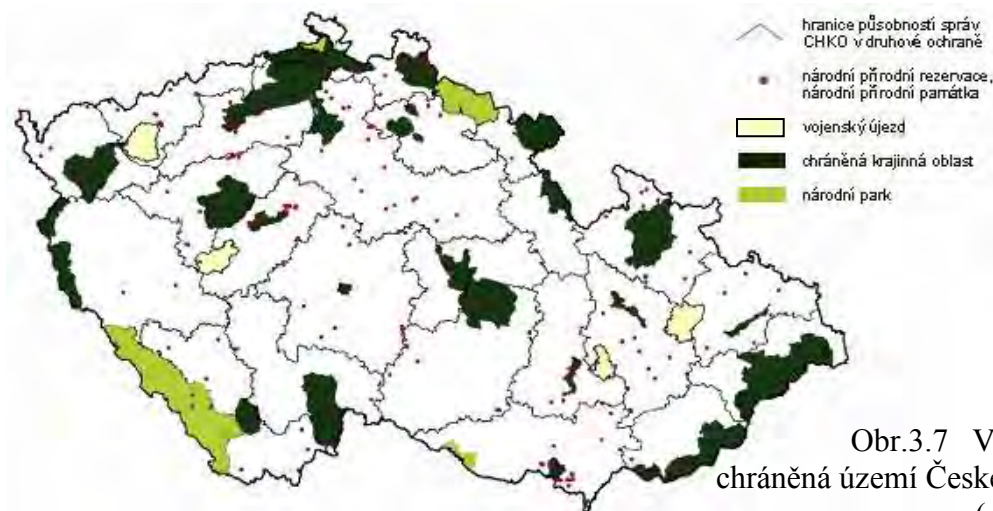 hranice působností správ
CHKO v druhové ochraně
národní přírodní rezervace,
národní přírodní památka
vojenský újezd
chráněná krajinná oblast
národní park
Obr.3.7 V
chráněná území Česk